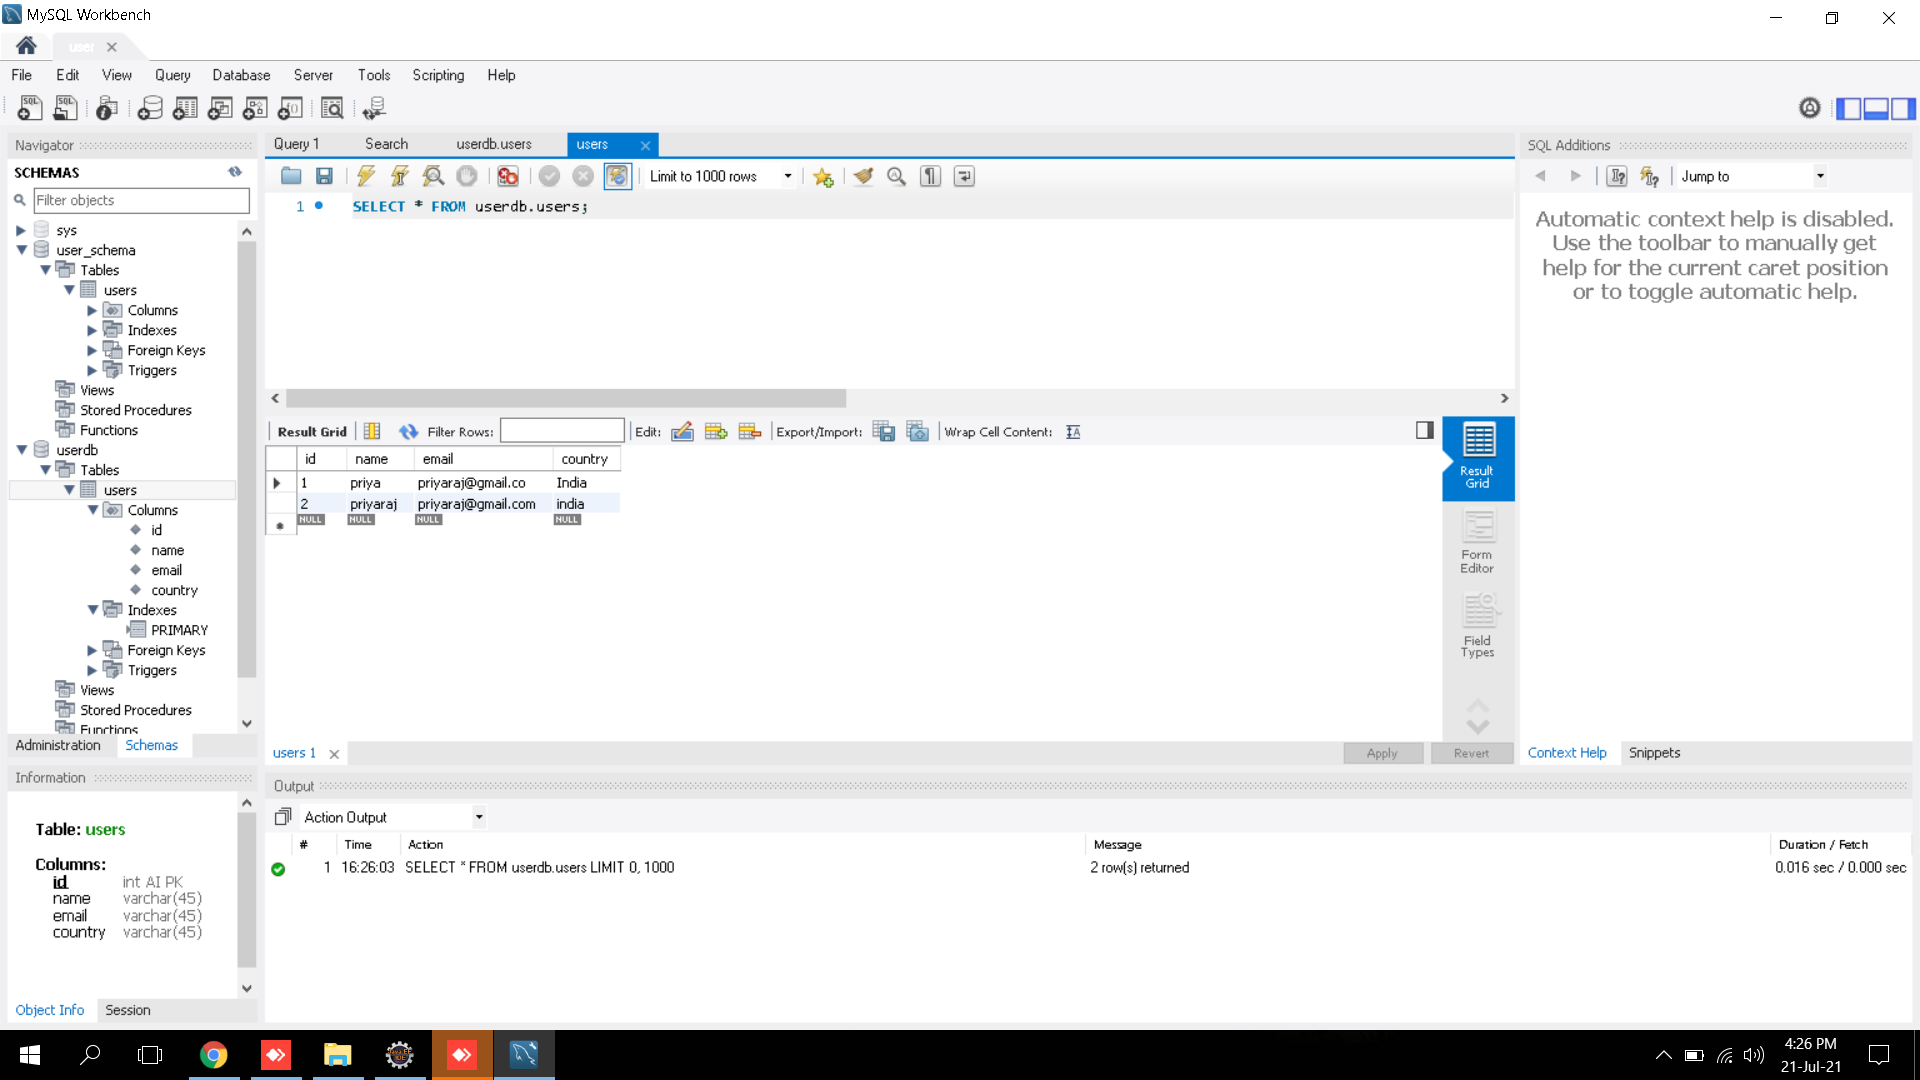 MySQL Workbench
user
File Edit View Query Database Server Tools Scripting Help
Navigator
SCHEMAS
Filter objects
sys
user_schema
Tables
users
Columns
Indexes
Foreign Keys
Triggers
Views
Stored Procedures
Functions
userdb
Tables
users
Columns
id
name
email
country
Indexes
PRIMARY
Foreign Keys
Triggers
Views
Stored Procedures
Functions
Administration Schemas
Information
Table: users
Columns:
id int AI PK
name varchar(45)
email varchar(45)
country varchar(45)
Object Info Session
Query 1 Search userdb.users users
Limit to 1000 rows
1 SELECT * FROM userdb.users;
Result Grid Filter Rows: Edit: Export/Import: Wrap Cell Content:
id name email country
1 priya priyaraj@gmail.co India
2 priyaraj priyaraj@gmail.com india
NULL NULL NULL NULL
Result
Grid
Form
Editor
Field
Types
users 1 Apply Revert
SQL Additions
Jump to
Automatic context help is disabled.
Use the toolbar to manually get
help for the current caret position
or to toggle automatic help.
Context Help Snippets
Output
Action Output
# Time Action Message Duration / Fetch
1 16:26:03 SELECT * FROM userdb.users LIMIT 0, 1000 2 row(s) returned 0.016 sec / 0.000 sec
4:26 PM
21-Jul-21